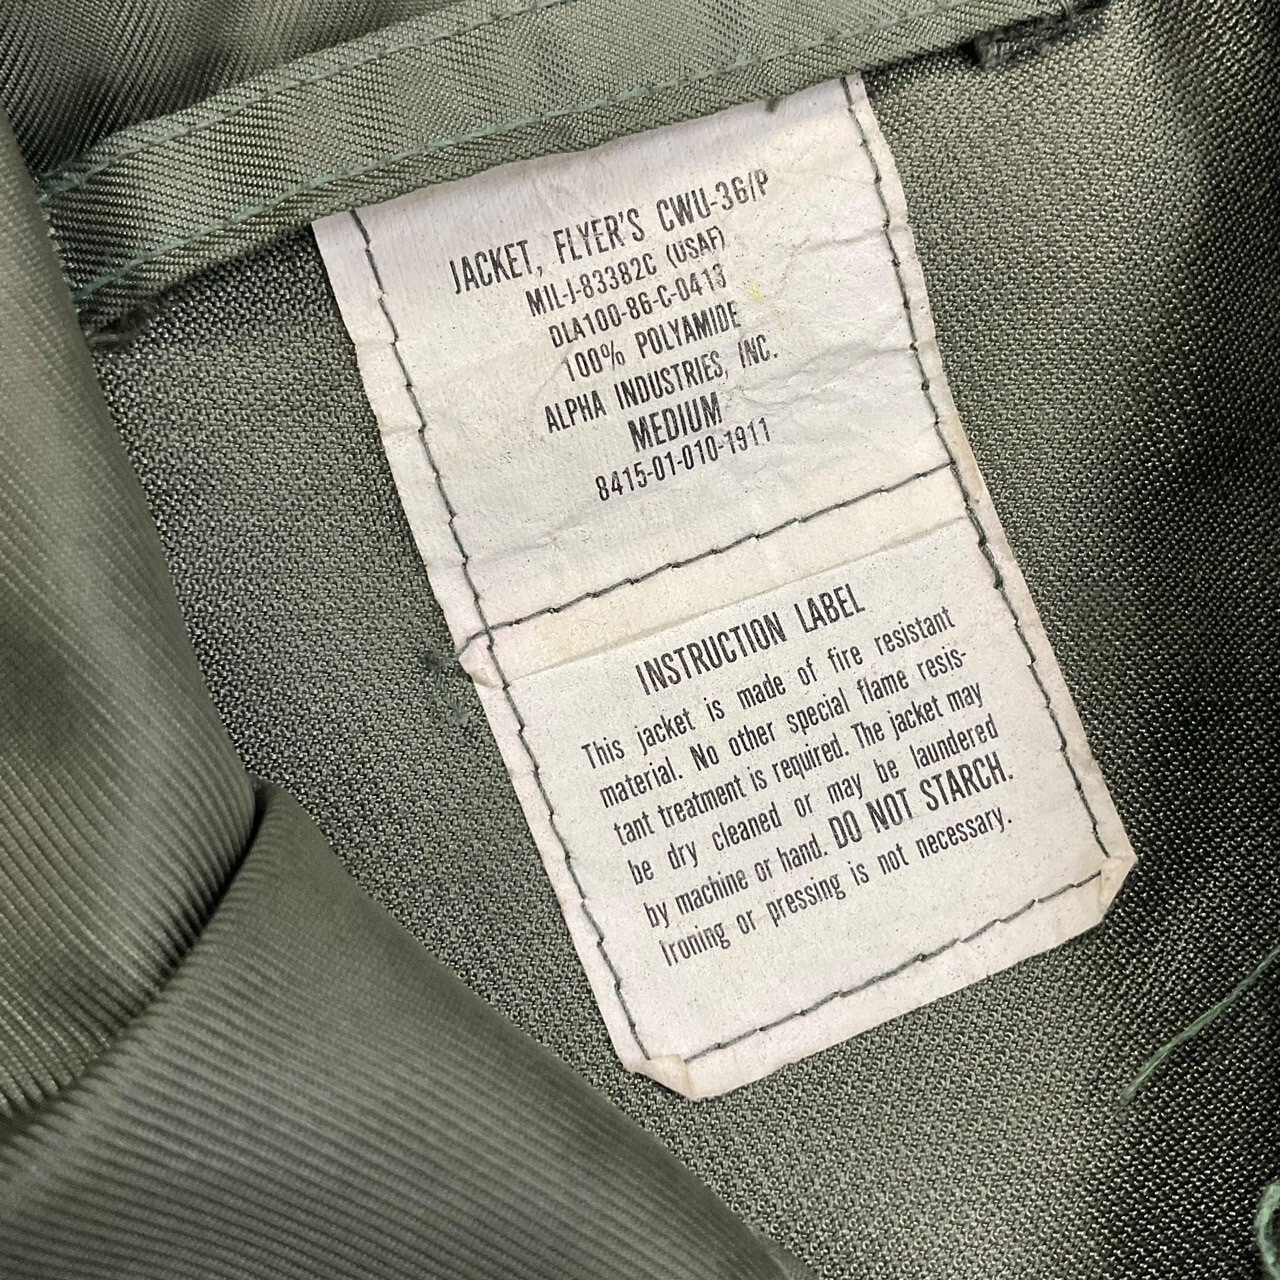 JACKET, FLYER'S CWU-36/P
MIL-J-83382C (USAF)
DLA100-86-C-0413
100% POLYAMIDE
ALPHA INDUSTRIES, INC.
MEDIUM
8415-01-010-1911
INSTRUCTION LABEL
This jacket is made of fire resistant
material. No other special flame resis-
tant treatment is required. The jacket may
be dry cleaned or may be laundered
by machine or hand. DO NOT STARCH.
Ironing or pressing is not necessary.